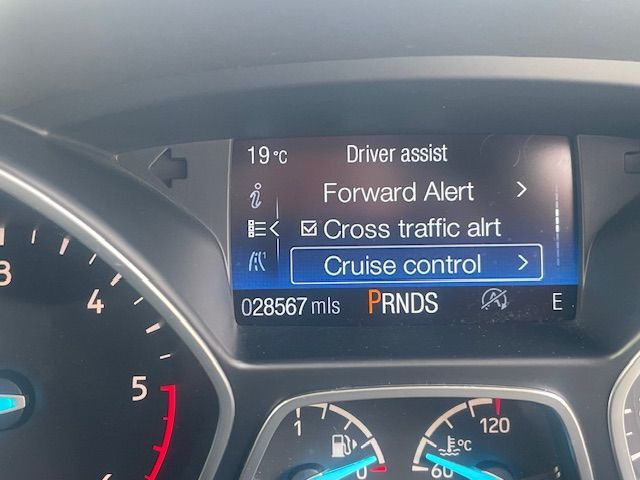 19°C Driver assist
Forward Alert >
Cross traffic alrt
Cruise control >
028567 mls PRNDS E
3
4
5
6
1
0
120
°C
60